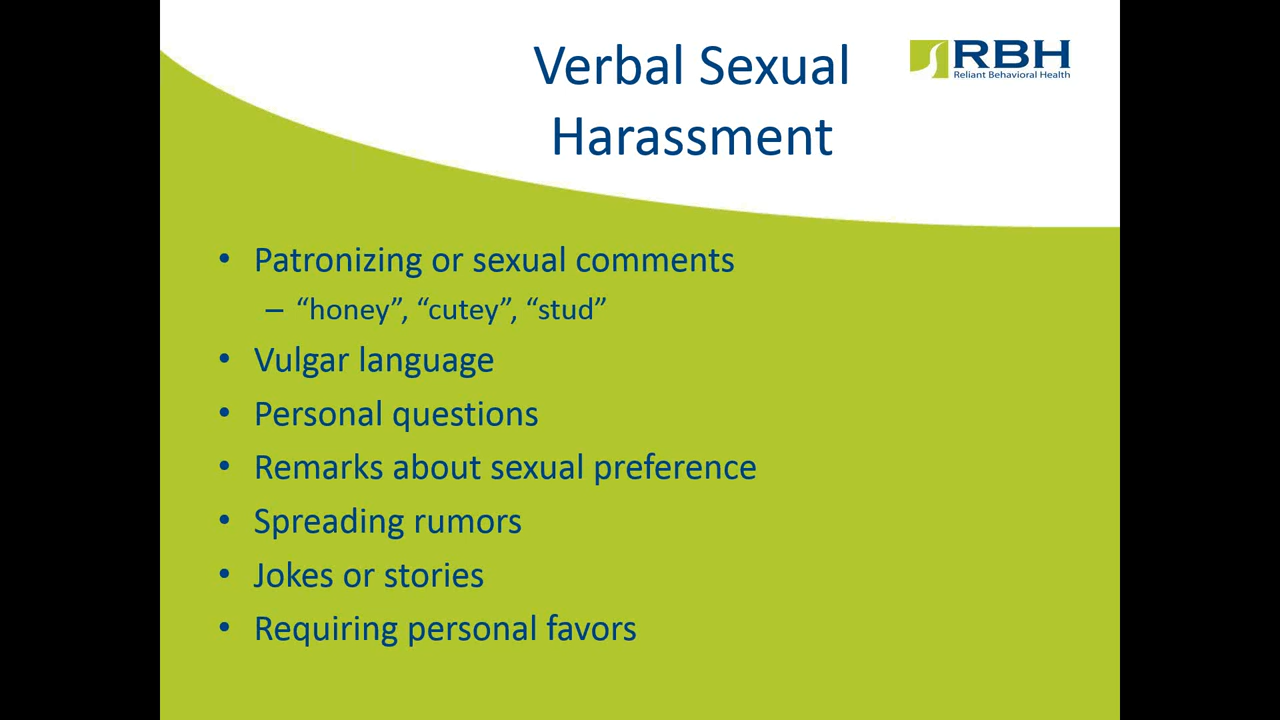 Verbal Sexual
Harassment
RBH
Reliant Behavioral Health
• Patronizing or sexual comments
– “honey”, “cutey”, “stud”
• Vulgar language
• Personal questions
• Remarks about sexual preference
• Spreading rumors
• Jokes or stories
• Requiring personal favors